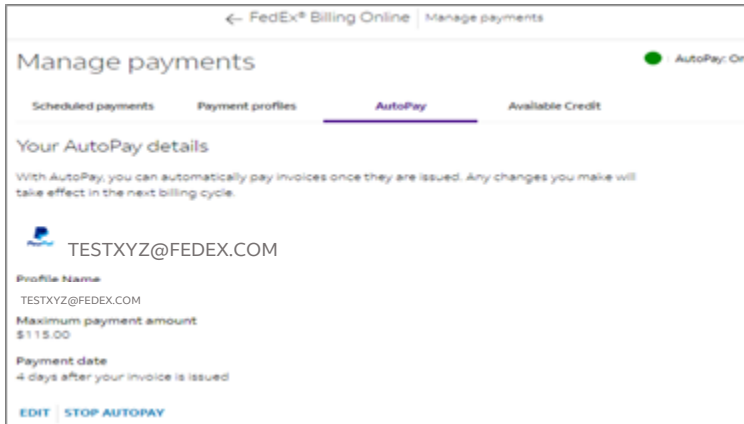 ← FedEx® Billing Online | Manage payments
Manage payments
AutoPay: On
Scheduled payments Payment profiles AutoPay Available Credit
Your AutoPay details
With AutoPay, you can automatically pay invoices once they are issued. Any changes you make will
take effect in the next billing cycle.
PayPal
TESTXYZ@FEDEX.COM
Profile Name
TESTXYZ@FEDEX.COM
Maximum payment amount
$115.00
Payment date
4 days after your invoice is issued
EDIT | STOP AUTOPAY